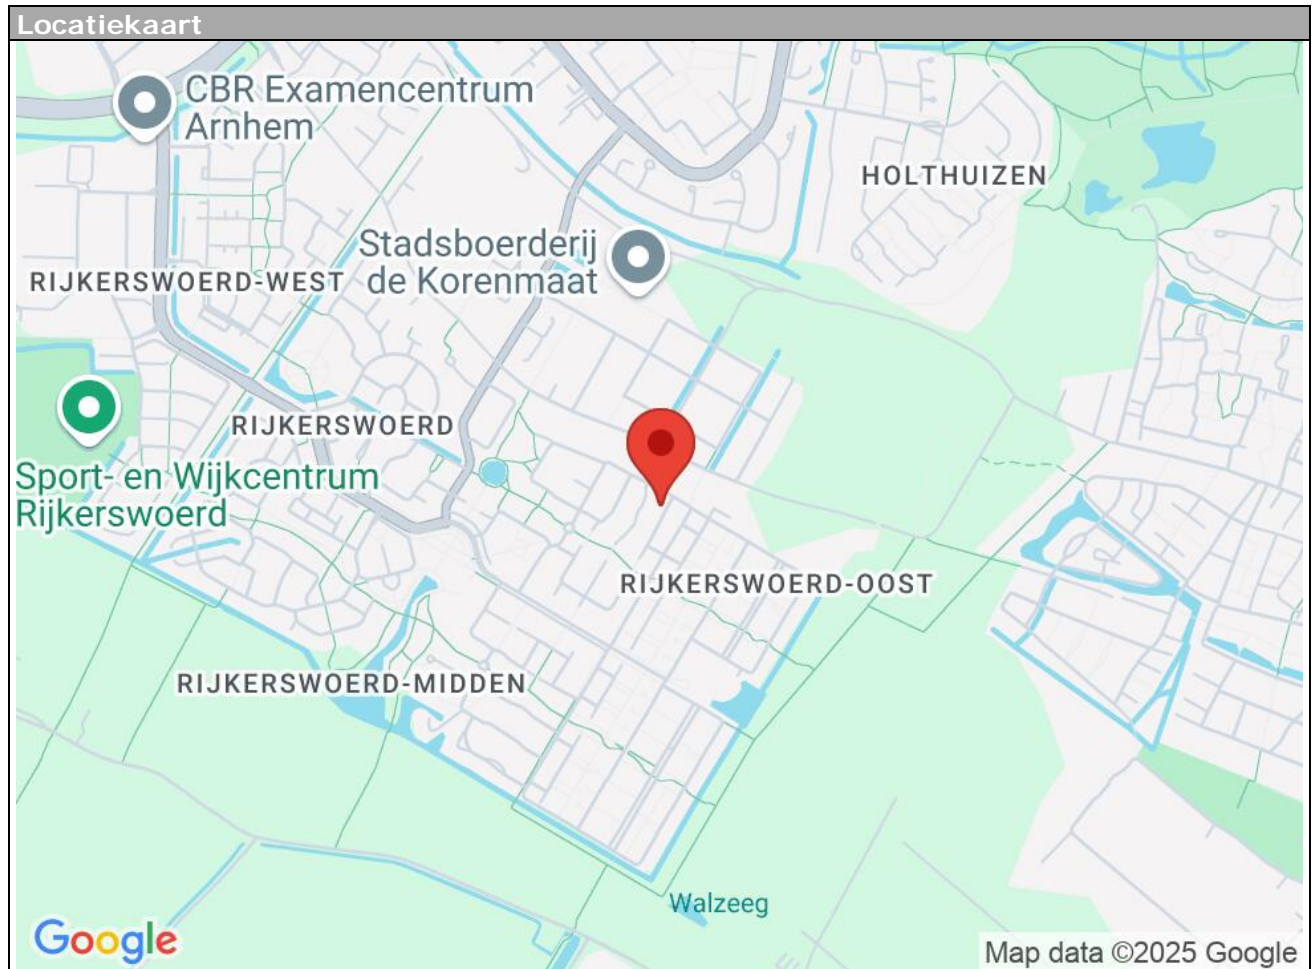 Locatiekaart
CBR Examencentrum
Arnhem
HOLTHUIZEN
Stadsboerderij
de Korenmaat
RIJKERSWOERD-WEST
RIJKERSWOERD
Sport- en Wijkcentrum
Rijkerswoerd
RIJKERSWOERD-OOST
RIJKERSWOERD-MIDDEN
Walzeeg
Google
Map data ©2025 Google